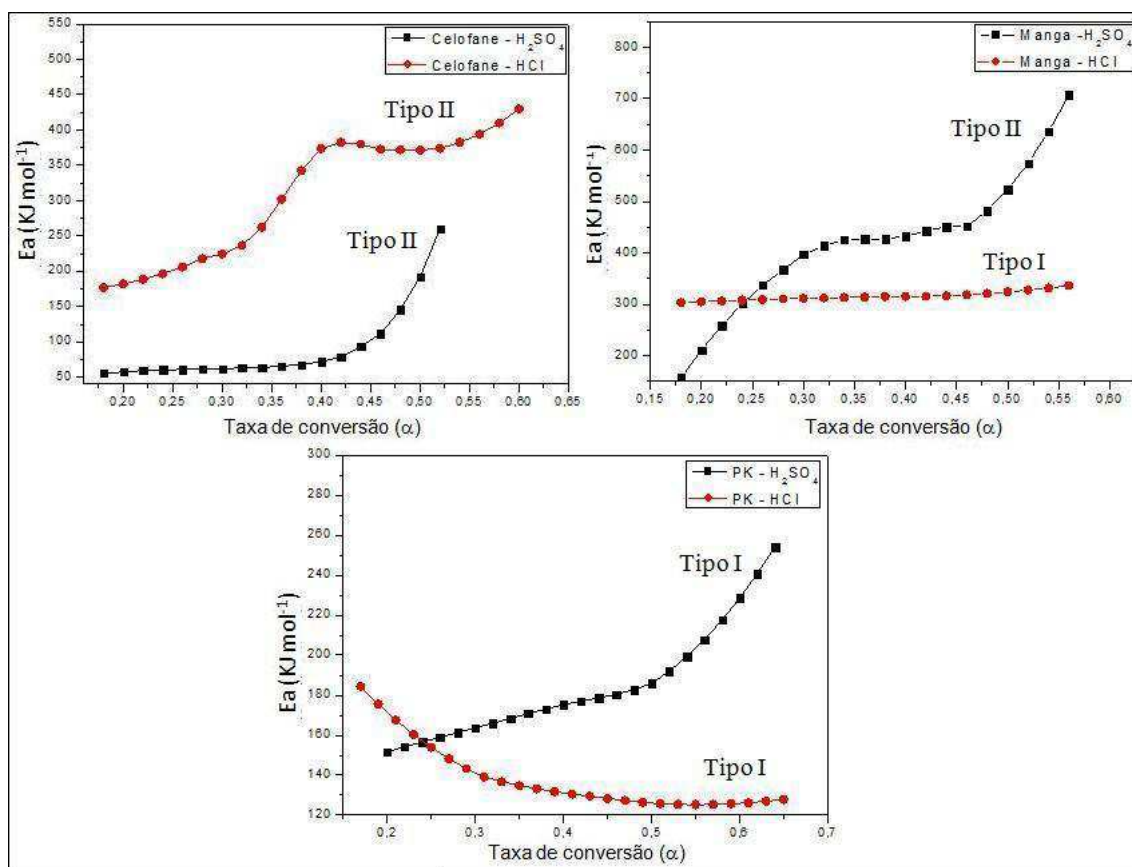 550
500
450
400
350
300
250
200
150
100
50
Ea (KJ mol⁻¹)
Celofane - H₂SO₄
Celofane - HCl
Tipo II
Tipo II
0,20 0,25 0,30 0,35 0,40 0,45 0,50 0,55 0,60 0,65
Taxa de conversão (α)
800
700
600
500
400
300
200
Ea (KJ mol⁻¹)
Manga -H₂SO₄
Manga - HCl
Tipo II
Tipo I
0,15 0,20 0,25 0,30 0,35 0,40 0,45 0,50 0,55 0,60
Taxa de conversão (α)
300
280
260
240
220
200
180
160
140
120
Ea (KJ mol⁻¹)
PK - H₂SO₄
PK - HCl
Tipo I
Tipo I
0,2 0,3 0,4 0,5 0,6 0,7
Taxa de conversão (α)